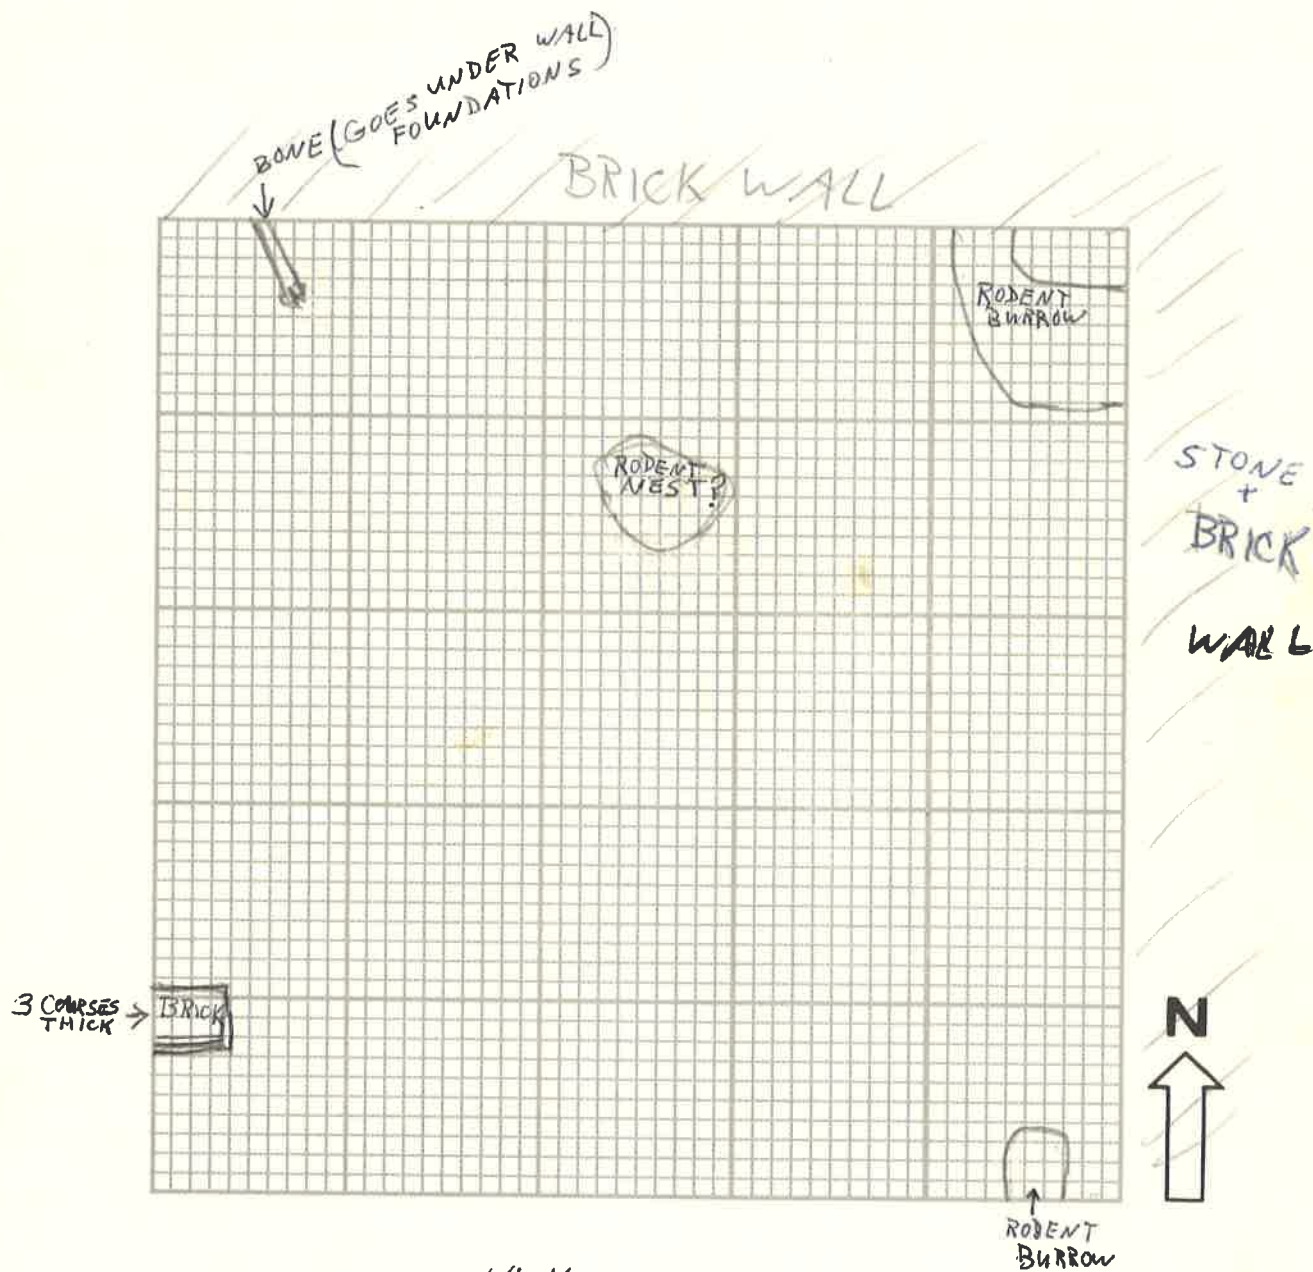 BONE (GOES UNDER WALL
FOUNDATIONS)
BRICK WALL
RODENT
BURROW
RODENT
NEST?
STONE
+
BRICK
WALL
3 COURSES
THICK
BRICK
N
RODENT
BURROW